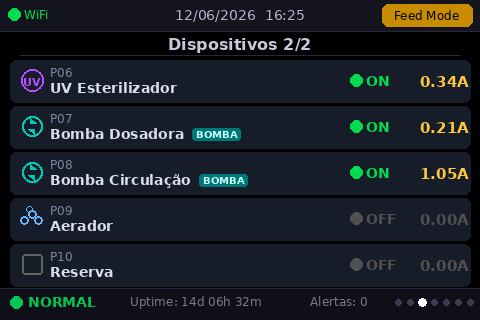 WiFi 12/06/2026 16:25 Feed Mode
Dispositivos 2/2
P06
UV UV Esterilizador ON 0.34A
P07
Bomba Dosadora BOMBA ON 0.21A
P08
Bomba Circulação BOMBA ON 1.05A
P09
Aerador OFF 0.00A
P10
Reserva OFF 0.00A
NORMAL Uptime: 14d 06h 32m Alertas: 0